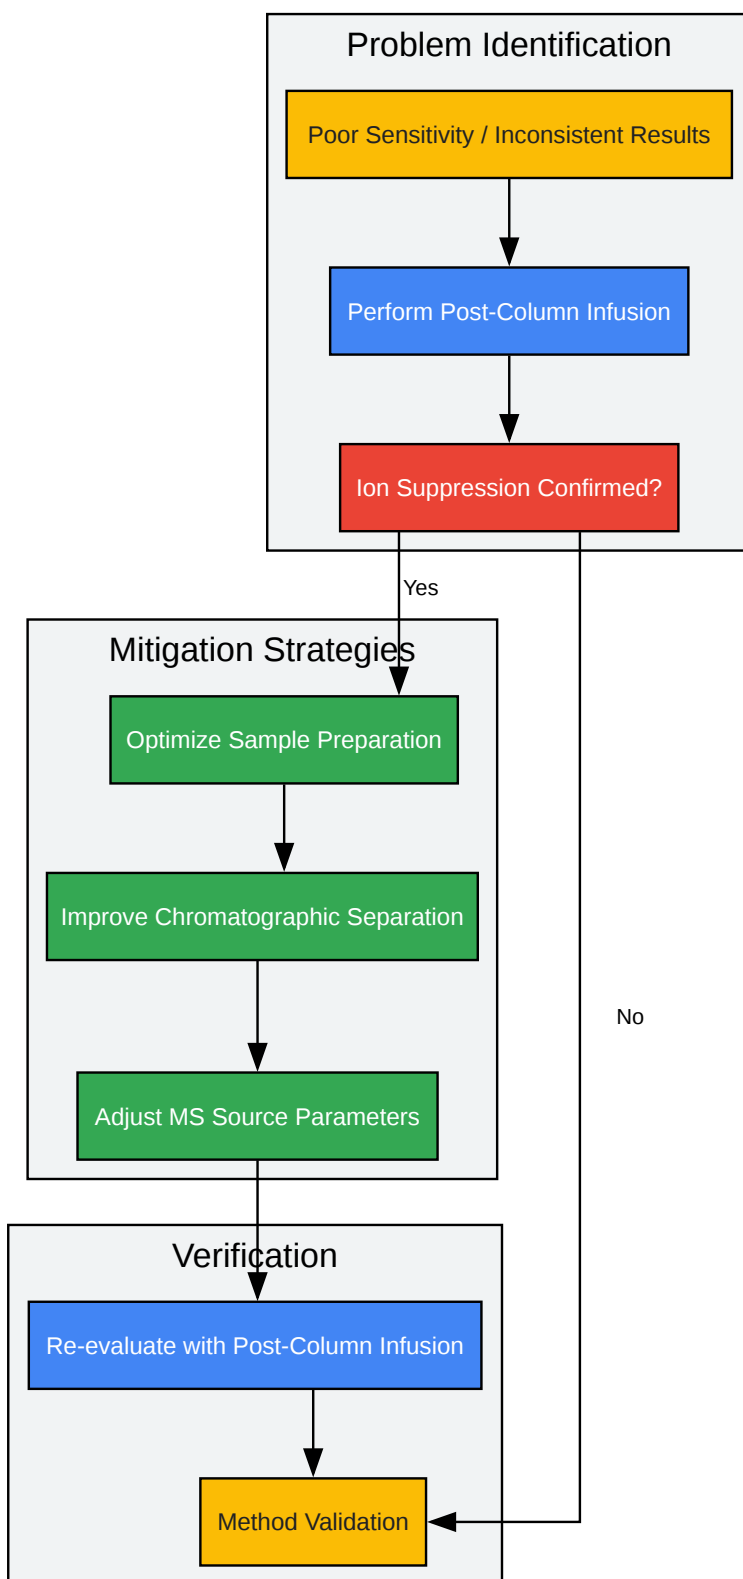 Problem Identification
Poor Sensitivity / Inconsistent Results
Perform Post-Column Infusion
Ion Suppression Confirmed?
Yes
Mitigation Strategies
Optimize Sample Preparation
Improve Chromatographic Separation
No
Adjust MS Source Parameters
Verification
Re-evaluate with Post-Column Infusion
Method Validation